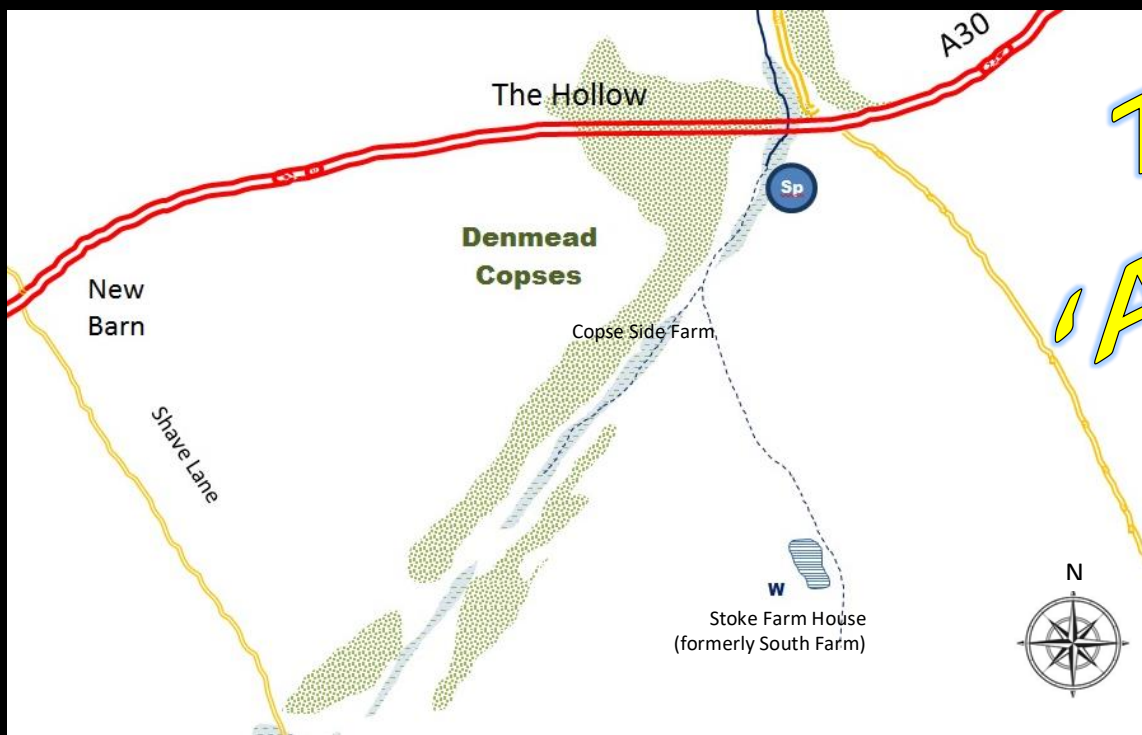 A30
The Hollow
T
Sp
Denmead
Copses
'A
New
Barn
Copse Side Farm
Shave Lane
N
W
Stoke Farm House
(formerly South Farm)